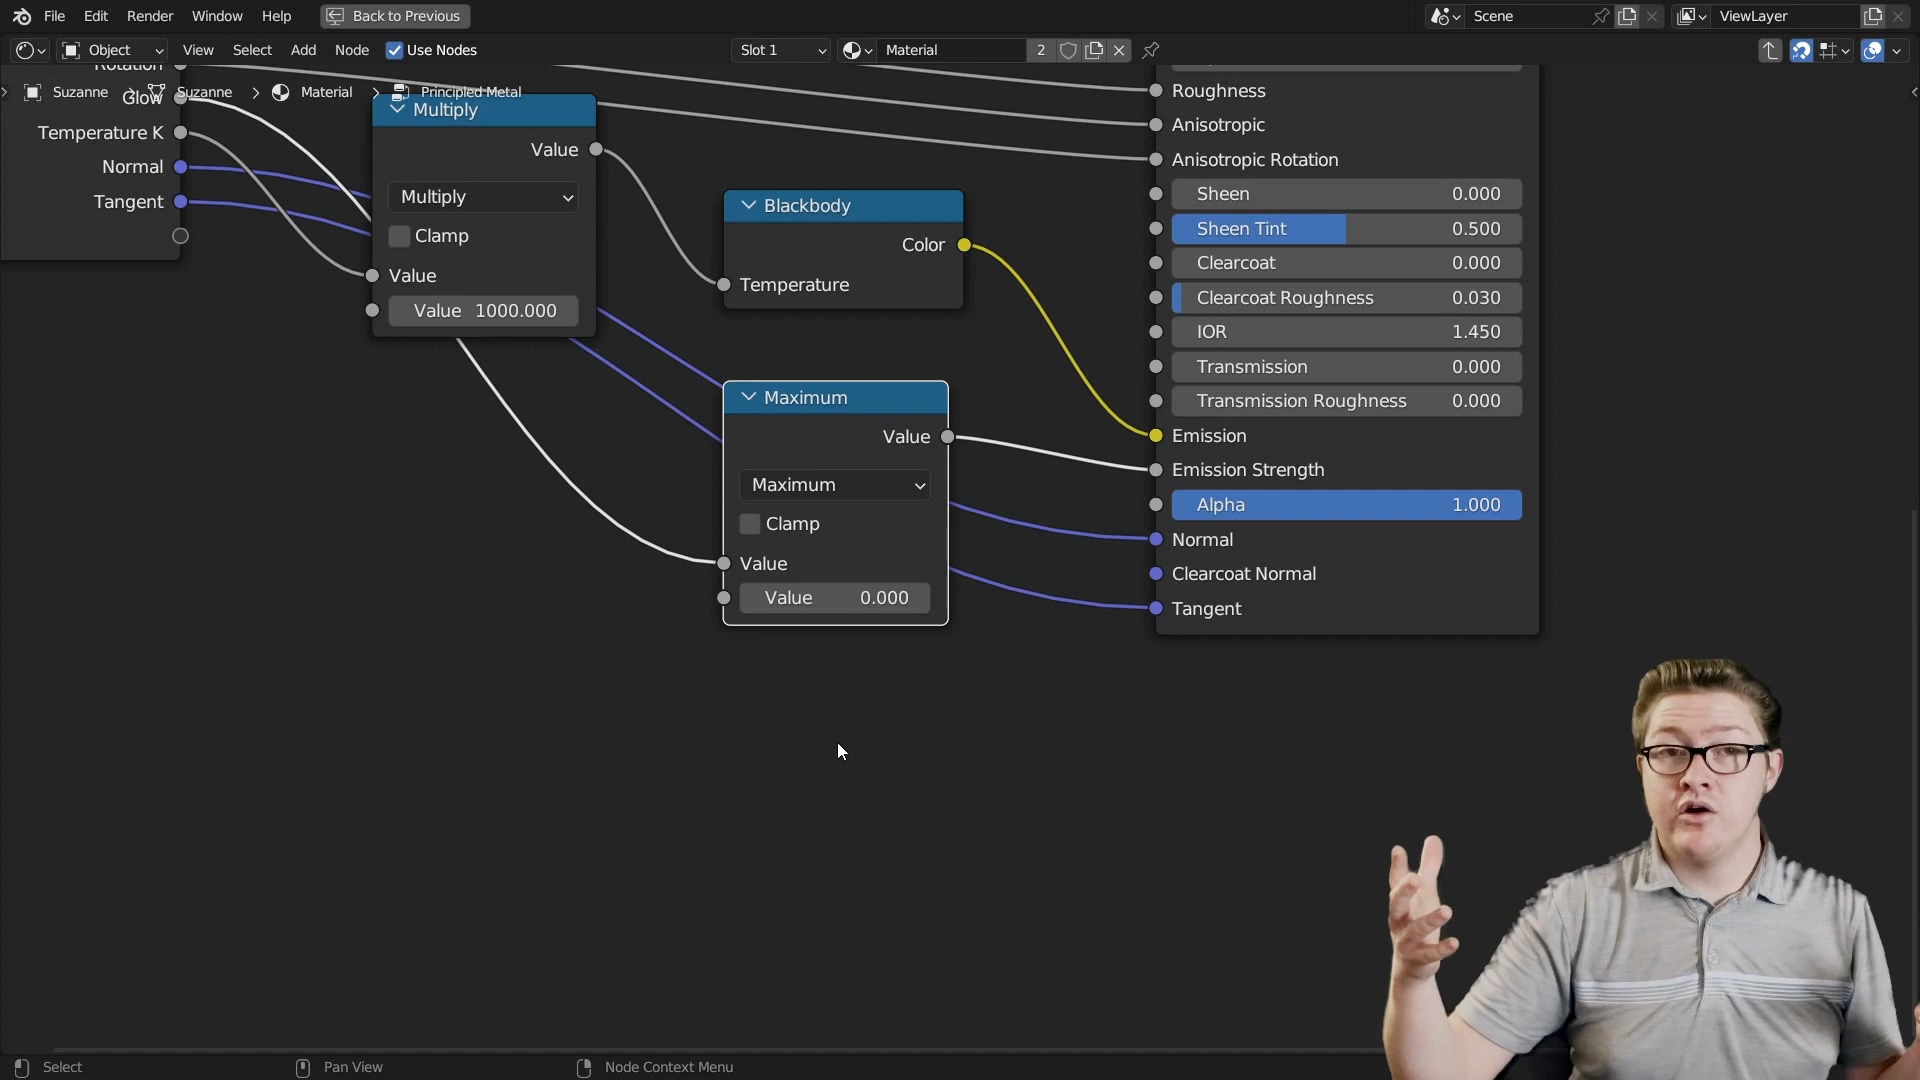 File Edit Render Window Help Back to Previous Scene ViewLayer
Object View Select Add Node Use Nodes Slot 1 Material 2
Suzanne Suzanne Material Principled Metal
Rotation
Glow
Temperature K
Normal
Tangent
Multiply
Value
Multiply
Clamp
Value
Value 1000.000
Blackbody
Color
Temperature
Maximum
Value
Maximum
Clamp
Value
Value 0.000
Roughness
Anisotropic
Anisotropic Rotation
Sheen 0.000
Sheen Tint 0.500
Clearcoat 0.000
Clearcoat Roughness 0.030
IOR 1.450
Transmission 0.000
Transmission Roughness 0.000
Emission
Emission Strength
Alpha 1.000
Normal
Clearcoat Normal
Tangent
Select Pan View Node Context Menu